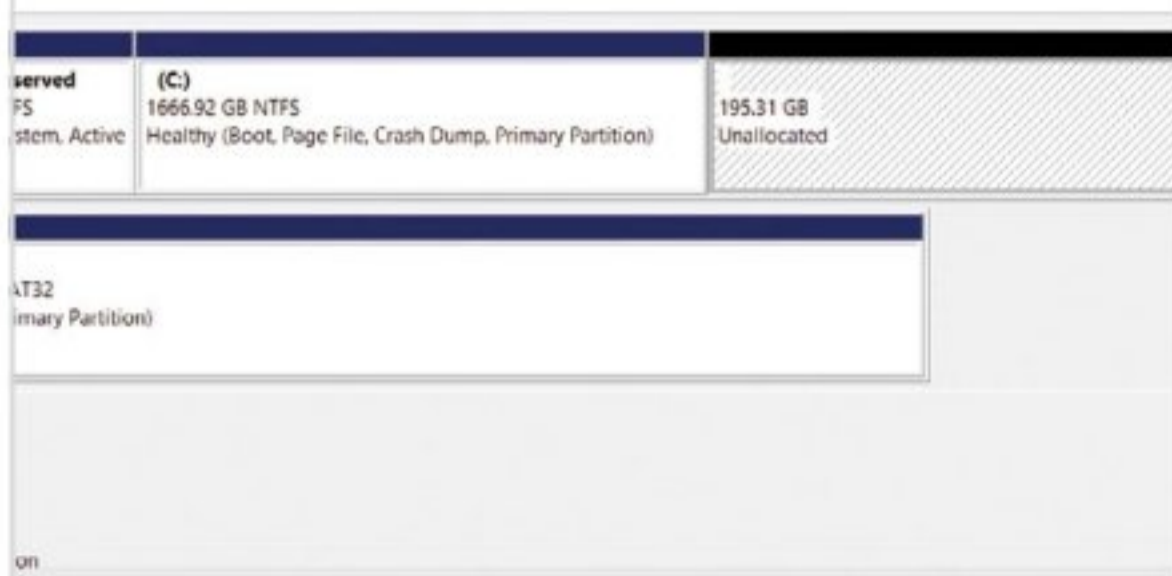 served
FS
stem, Active
(C:)
1666.92 GB NTFS
Healthy (Boot, Page File, Crash Dump, Primary Partition)
195.31 GB
Unallocated
AT32
imary Partition)
on